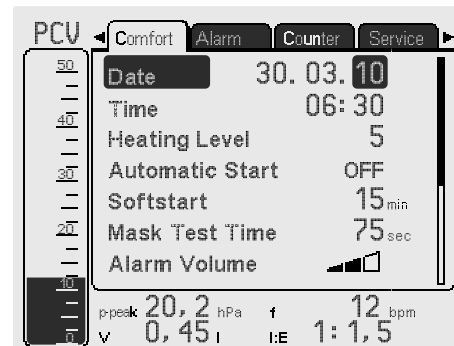 PCV Comfort Alarm Counter Service
50
40
30
20
10
0
Date 30. 03. 10
Time 06: 30
Heating Level 5
Automatic Start OFF
Softstart 15 min
Mask Test Time 75 sec
Alarm Volume
p-peak 20, 2 hPa f 12 bpm
V 0, 45 l I:E 1: 1, 5